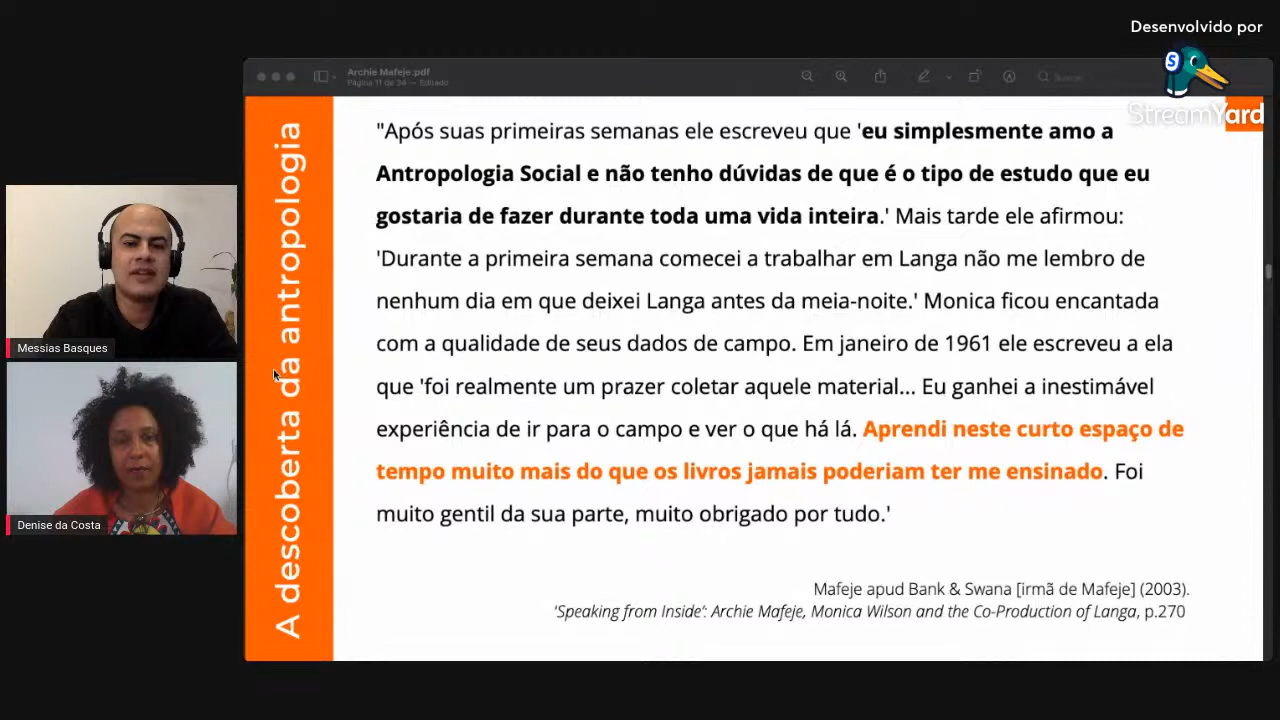 Desenvolvido por
S
StreamYard
Archie Mafeje.pdf
Página 11 de 34 — Editado
Buscar
A descoberta da antropologia
"Após suas primeiras semanas ele escreveu que 'eu simplesmente amo a
Antropologia Social e não tenho dúvidas de que é o tipo de estudo que eu
gostaria de fazer durante toda uma vida inteira.' Mais tarde ele afirmou:
'Durante a primeira semana comecei a trabalhar em Langa não me lembro de
nenhum dia em que deixei Langa antes da meia-noite.' Monica ficou encantada
com a qualidade de seus dados de campo. Em janeiro de 1961 ele escreveu a ela
que 'foi realmente um prazer coletar aquele material... Eu ganhei a inestimável
experiência de ir para o campo e ver o que há lá. Aprendi neste curto espaço de
tempo muito mais do que os livros jamais poderiam ter me ensinado. Foi
muito gentil da sua parte, muito obrigado por tudo.'
Mafeje apud Bank & Swana [irmã de Mafeje] (2003).
'Speaking from Inside': Archie Mafeje, Monica Wilson and the Co-Production of Langa, p.270
Messias Basques
Denise da Costa